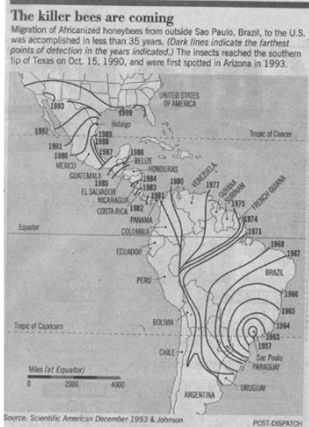 The killer bees are coming
Migration of Africanized honeybees from outside Sao Paulo, Brazil, to the U.S.
was accomplished in less than 35 years. (Dark lines indicate the farthest
points of detection in the years indicated.) The insects reached the southern
tip of Texas on Oct. 15, 1990, and were first spotted in Arizona in 1993.
UNITED STATES
OF AMERICA
1993
Hidalgo
1992
1991
1990
1989
1988
1987
1986
Tropic of Cancer
MEXICO
BELIZE
HONDURAS
GUATEMALA
1985
1984
1983
EL SALVADOR
NICARAGUA
1982
1981
1980
COSTA RICA
PANAMA
VENEZUELA
1977
GUYANA
SURINAM
FRENCH GUIANA
1975
1974
1971
COLOMBIA
Equator
ECUADOR
1968
1967
BRAZIL
PERU
1966
1965
BOLIVIA
1964
1963
1957
Tropic of Capricorn
Sao Paulo
PARAGUAY
CHILE
Miles (at Equator)
0 2000 4000
URUGUAY
ARGENTINA
Source: Scientific American December 1993 & Johnson
POST-DISPATCH